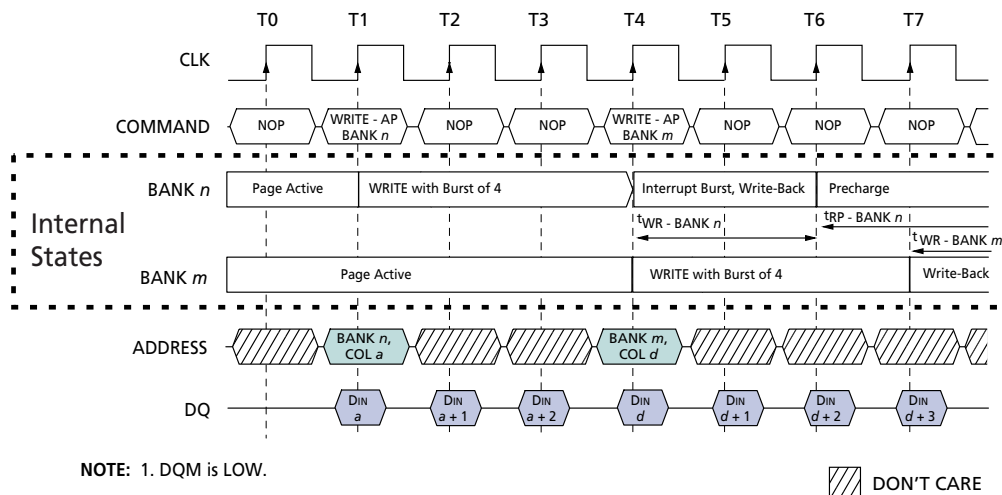 T0 T1 T2 T3 T4 T5 T6 T7
CLK
COMMAND NOP WRITE - AP BANK n NOP NOP WRITE - AP BANK m NOP NOP NOP
Internal States
BANK n Page Active WRITE with Burst of 4 Interrupt Burst, Write-Back Precharge
tWR - BANK n tRP - BANK n
tWR - BANK m
BANK m Page Active WRITE with Burst of 4 Write-Back
ADDRESS BANK n, COL a BANK m, COL d
DQ DIN a DIN a + 1 DIN a + 2 DIN d DIN d + 1 DIN d + 2 DIN d + 3
NOTE: 1. DQM is LOW.
DON'T CARE